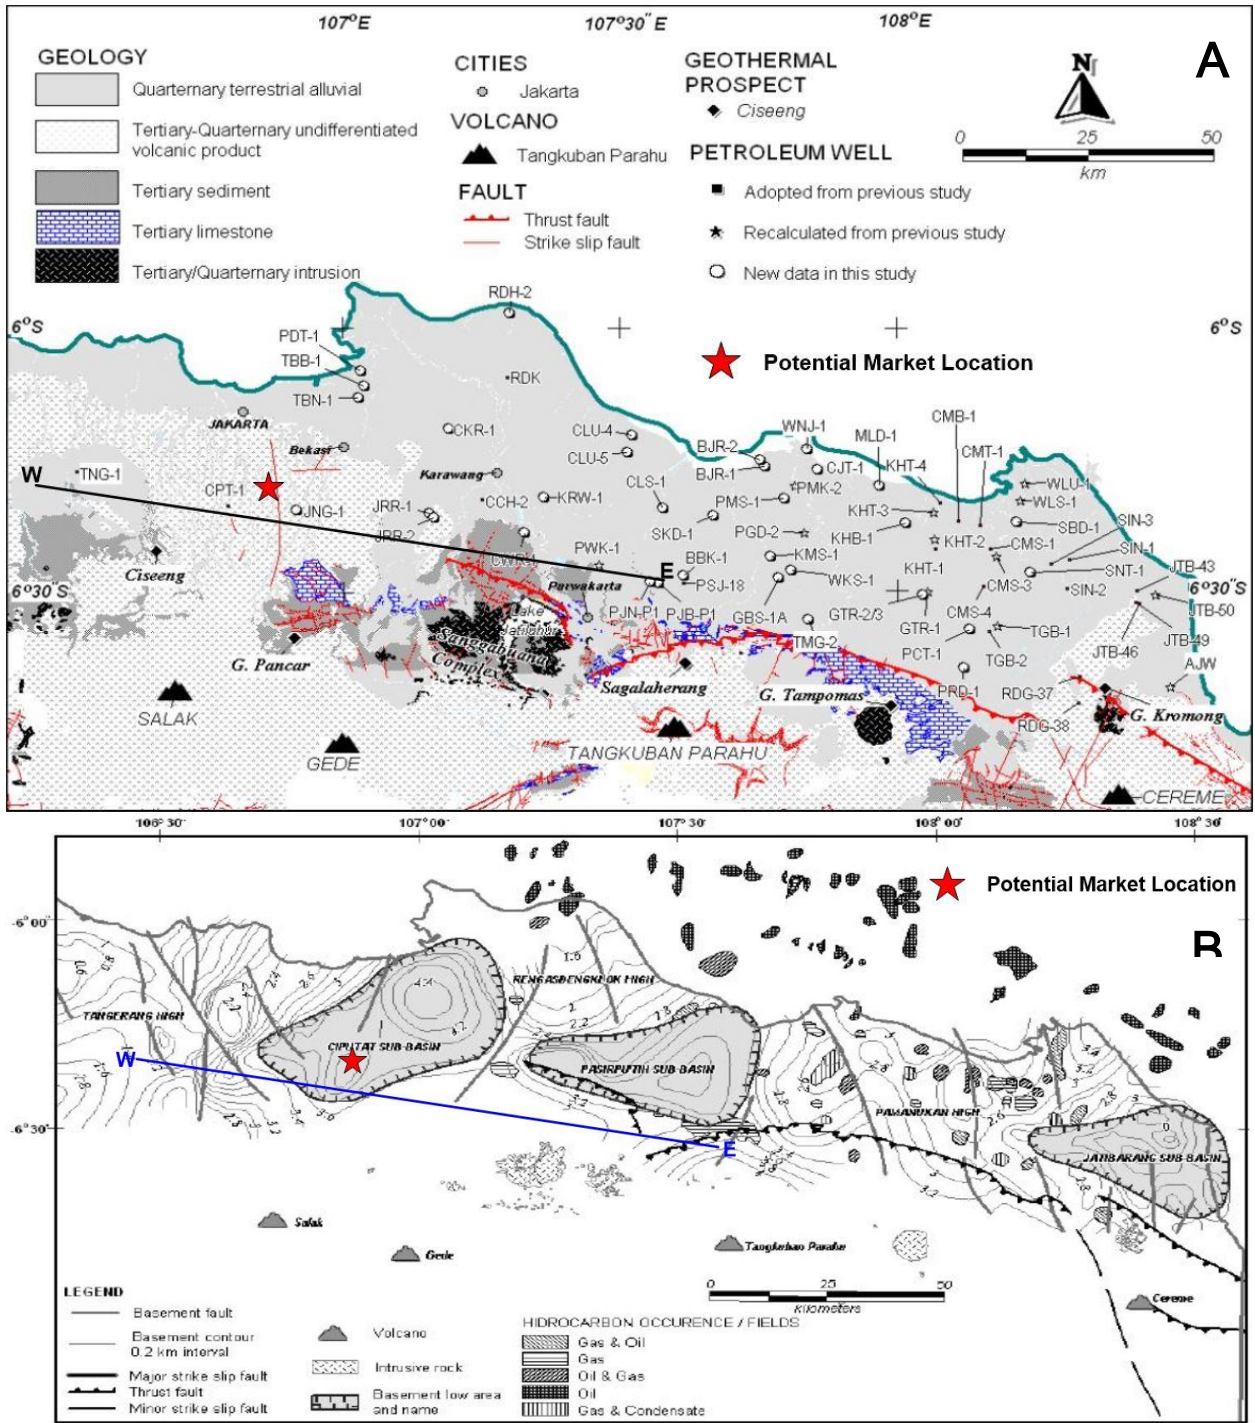 107°E
107°30" E
108°E
A
GEOLOGY
Quarternary terrestrial alluvial
Tertiary-Quarternary undifferentiated
volcanic product
Tertiary sediment
Tertiary limestone
Tertiary/Quarternary intrusion
CITIES
Jakarta
VOLCANO
Tangkuban Parahu
FAULT
Thrust fault
Strike slip fault
GEOTHERMAL
PROSPECT
Ciseeng
PETROLEUM WELL
Adopted from previous study
Recalculated from previous study
New data in this study
N
0 25 50
km
6°S
6°S
Potential Market Location
RDH-2
PDT-1
TBB-1
TBN-1
RDK
JAKARTA
Bekasi
CKR-1
CLU-4
CLU-5
Karawang
WNJ-1
BJR-2
BJR-1
MLD-1
CMB-1
CMT-1
KHT-4
CJT-1
PMK-2
WLU-1
WLS-1
W
TNG-1
CPT-1
JNG-1
JRR-1
JRR-2
CCH-2
KRW-1
CLS-1
PMS-1
KHT-3
SKD-1
PGD-2
KHB-1
KHT-2
SBD-1
SIN-3
CMS-1
SIN-1
Ciseeng
CWR-1
PWK-1
BBK-1
KMS-1
KHT-1
SNT-1
JTB-43
6°30"S
6°30"S
Purwakarta
E
PSJ-18
WKS-1
CMS-3
SIN-2
JTB-50
Lake
Jatiluhur
PJN-P1
PJB-P1
GBS-1A
GTR-2/3
CMS-4
Sanggabuana
Complex
TMG-2
GTR-1
TGB-1
JTB-49
G. Pancar
PCT-1
TGB-2
JTB-46
AJW
SALAK
Sagalaherang
G. Tampomas
PRD-1
RDG-37
RDG-38
G. Kromong
GEDE
TANGKUBAN PARAHU
CEREME
106°30'
107°00'
107°30'
108°00'
108°30'
Potential Market Location
B
-6°00'
RENGASDENGKLOK HIGH
TANGERANG HIGH
CIPUTAT SUB-BASIN
W
PASIRPUTIH SUB-BASIN
PAMANUKAN HIGH
-6°30'
E
JATIBARANG SUB-BASIN
Salak
Gede
Tangkuban Parahu
Cereme
0 25 50
kilometers
LEGEND
Basement fault
Basement contour
0.2 km interval
Major strike slip fault
Thrust fault
Minor strike slip fault
Volcano
Intrusive rock
Basement low area
and name
HIDROCARBON OCCURENCE / FIELDS
Gas & Oil
Gas
Oil & Gas
Oil
Gas & Condensate